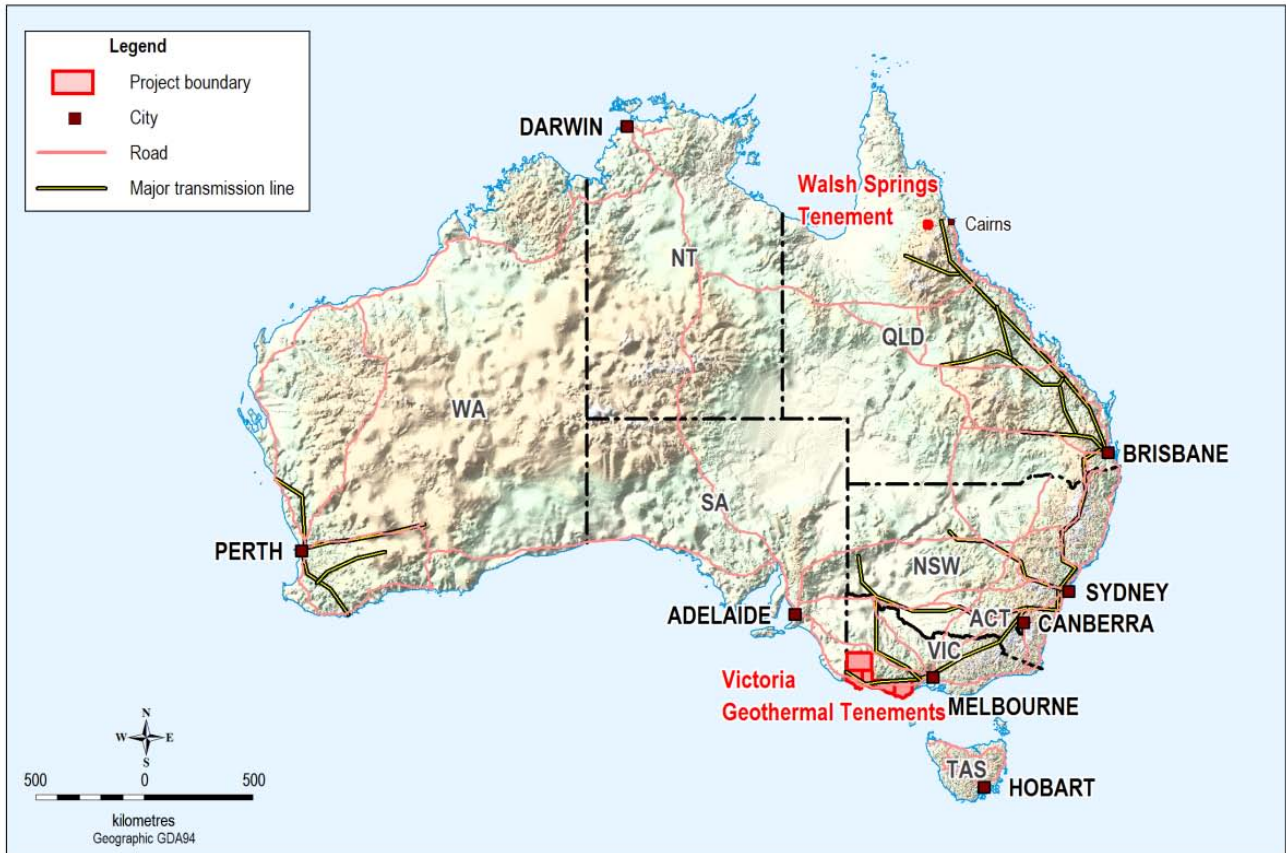 Legend
Project boundary
City
Road
Major transmission line
DARWIN
Walsh Springs
Tenement
Cairns
NT
QLD
WA
BRISBANE
SA
PERTH
NSW
SYDNEY
ADELAIDE
ACT
CANBERRA
VIC
Victoria
Geothermal Tenements
MELBOURNE
TAS
HOBART
N
W E
S
500 0 500
kilometres
Geographic GDA94